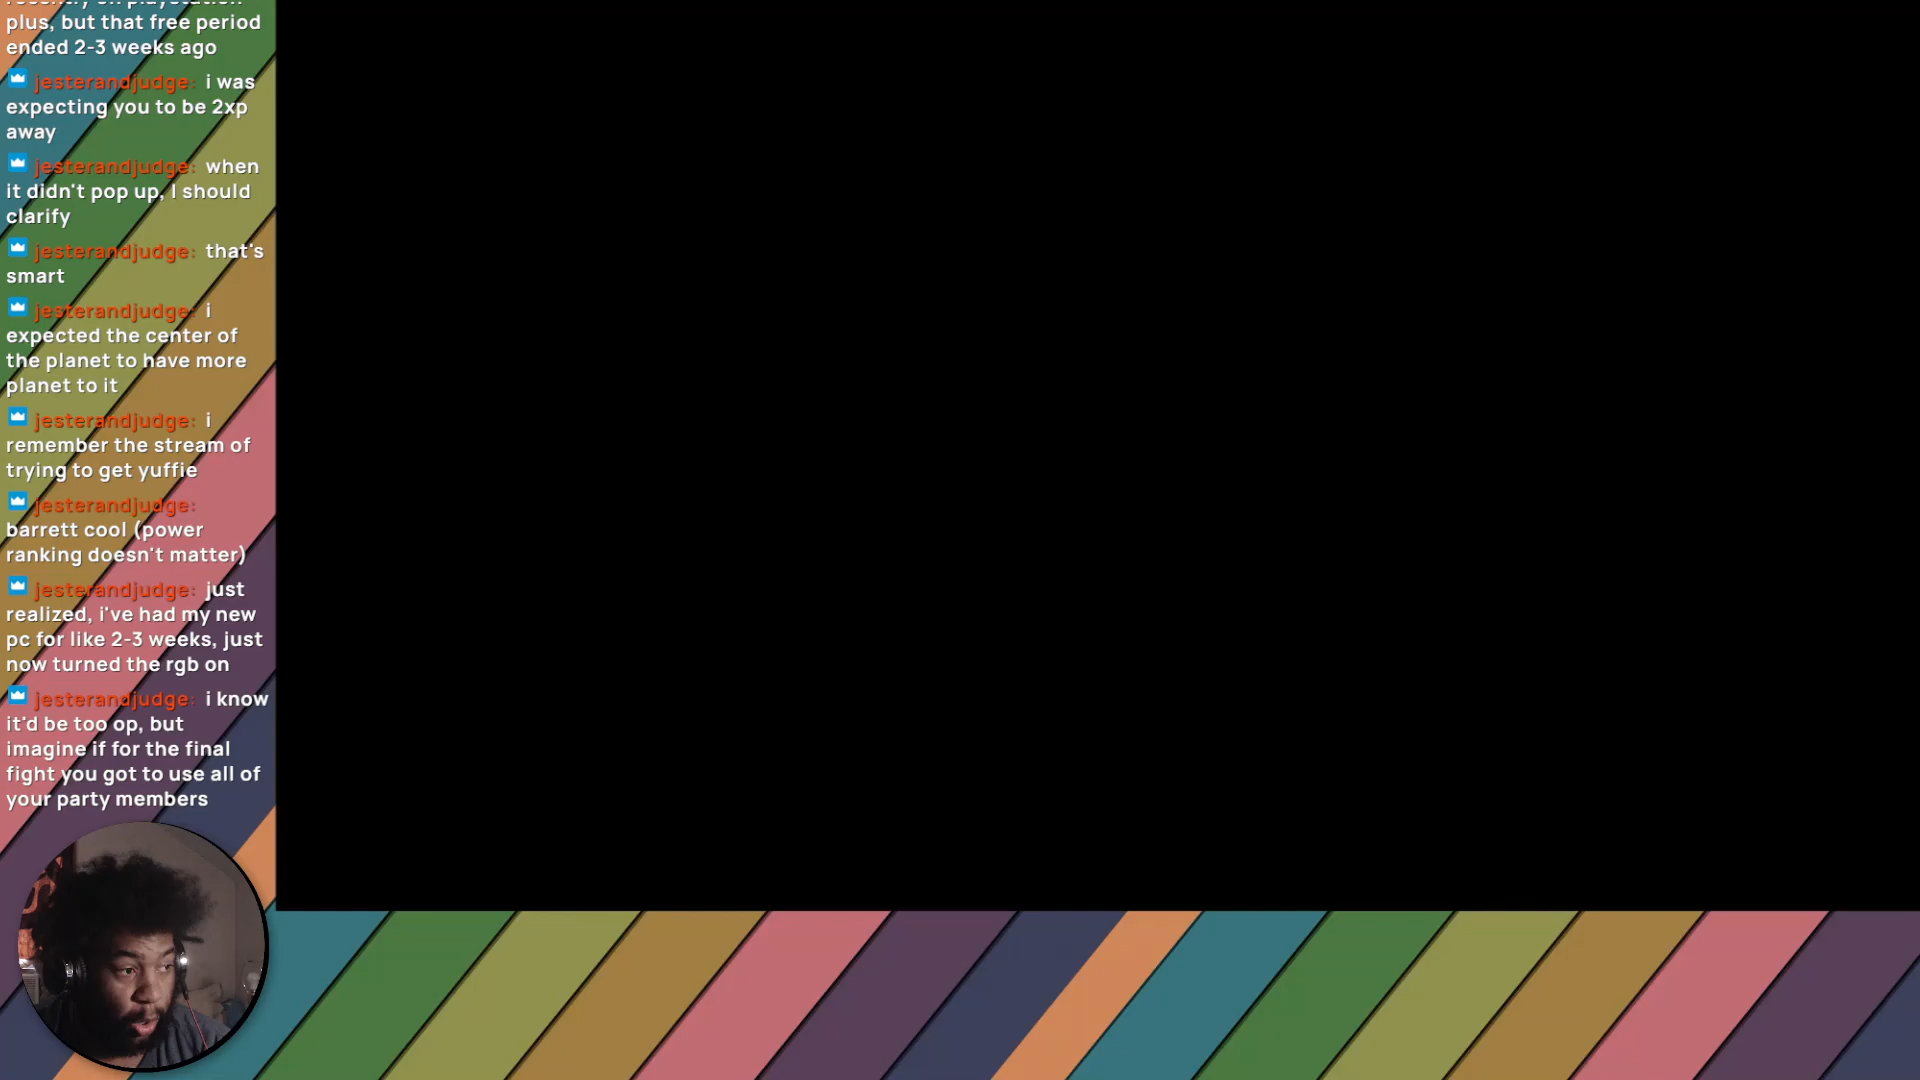 plus, but that free period
ended 2-3 weeks ago
jesterandjudge: i was
expecting you to be 2xp
away
jesterandjudge: when
it didn't pop up, I should
clarify
jesterandjudge: that's
smart
jesterandjudge: i
expected the center of
the planet to have more
planet to it
jesterandjudge: i
remember the stream of
trying to get yuffie
jesterandjudge:
barrett cool (power
ranking doesn't matter)
jesterandjudge: just
realized, i've had my new
pc for like 2-3 weeks, just
now turned the rgb on
jesterandjudge: i know
it'd be too op, but
imagine if for the final
fight you got to use all of
your party members